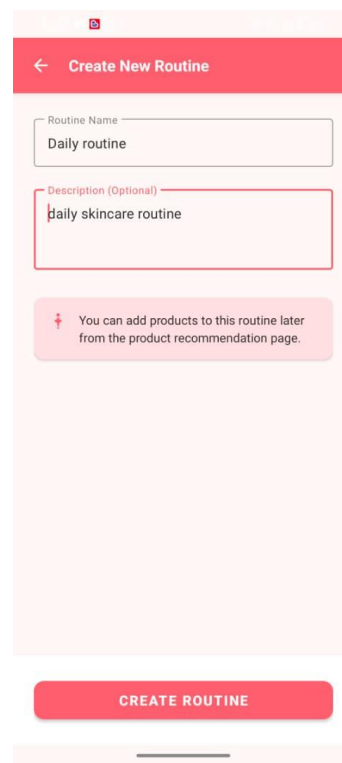 Create New Routine
Routine Name
Daily routine
Description (Optional)
daily skincare routine
You can add products to this routine later
from the product recommendation page.
CREATE ROUTINE